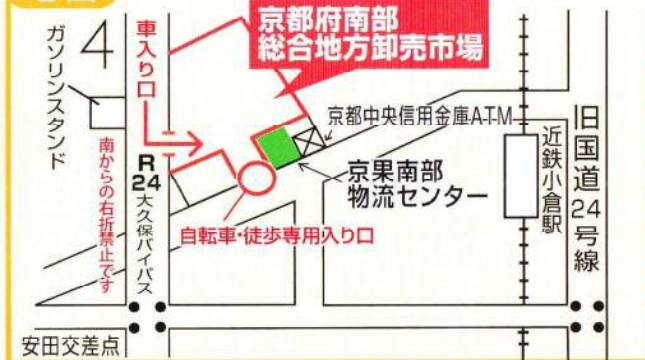 京都府南部
総合地方卸売市場
ガソリンスタンド
車入り口
京都中央信用金庫ATM
京果南部
物流センター
自転車・徒歩専用入り口
R
24
大久保バイパス
南からの右折禁止です
近鉄小倉駅
旧国道24号線
安田交差点